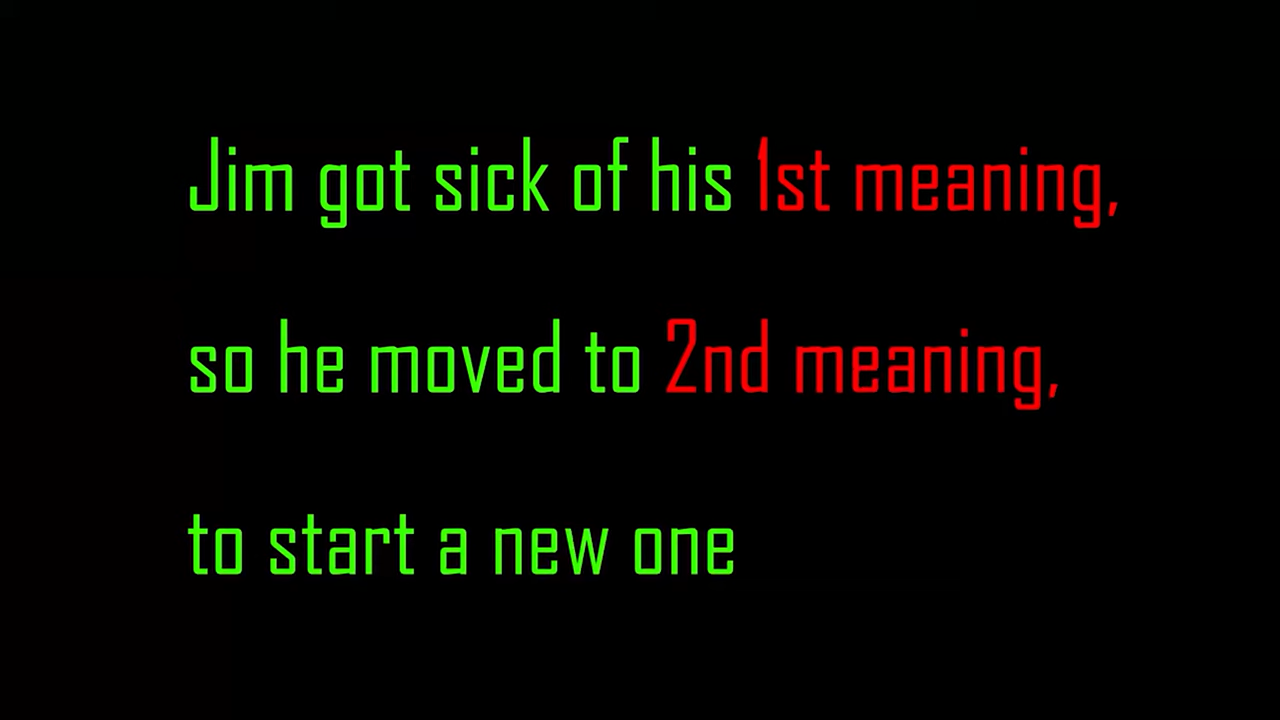 Jim got sick of his 1st meaning,
so he moved to 2nd meaning,
to start a new one